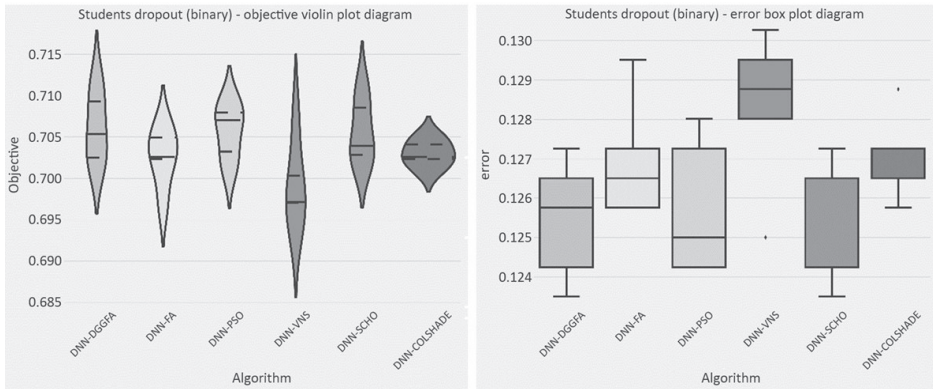 Students dropout (binary) - objective violin plot diagram
Objective
0.715
0.710
0.705
0.700
0.695
0.690
0.685
DNN-DGGFA
DNN-FA
DNN-PSO
DNN-VNS
DNN-SCHO
DNN-COLSHADE
Algorithm
Students dropout (binary) - error box plot diagram
error
0.130
0.129
0.128
0.127
0.126
0.125
0.124
DNN-DGGFA
DNN-FA
DNN-PSO
DNN-VNS
DNN-SCHO
DNN-COLSHADE
Algorithm